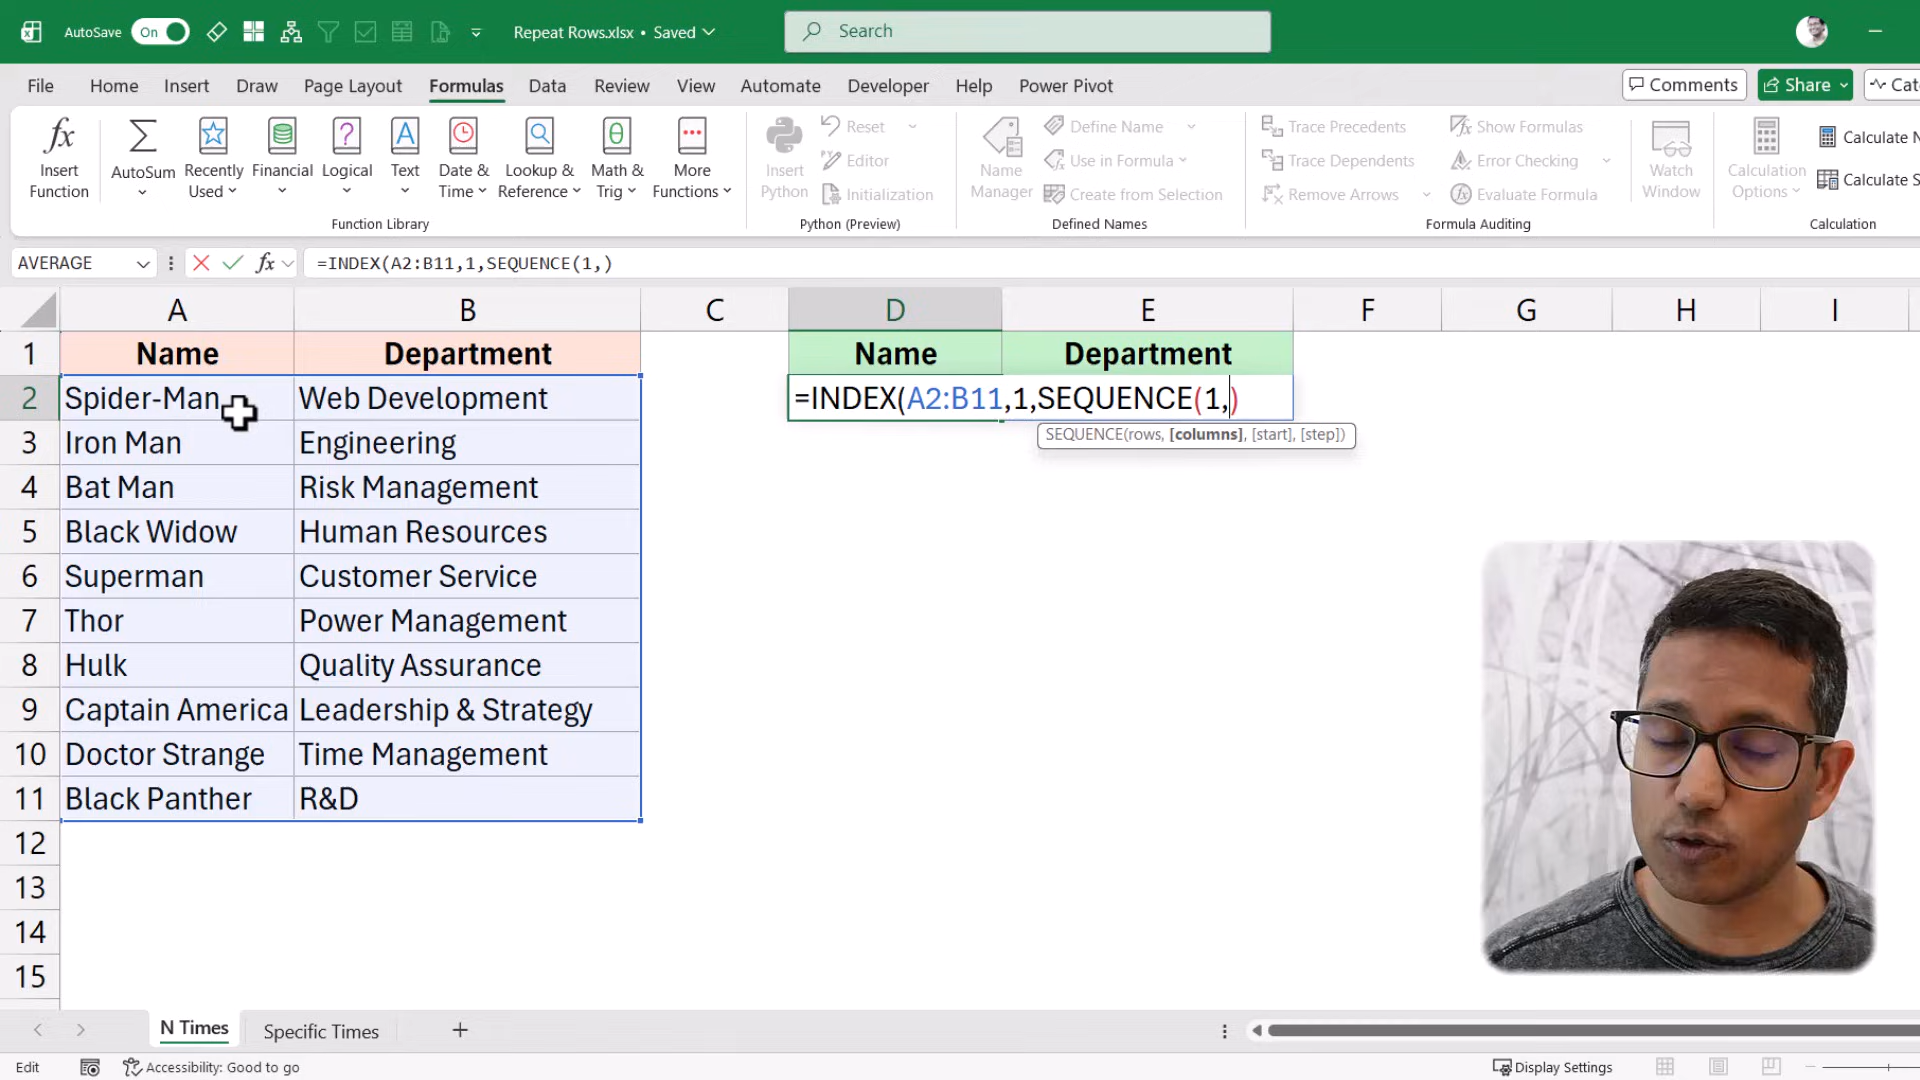 AutoSave On Repeat Rows.xlsx • Saved Search
File Home Insert Draw Page Layout Formulas Data Review View Automate Developer Help Power Pivot Comments Share
Insert Function
AutoSum
Recently Used
Financial
Logical
Text
Date & Time
Lookup & Reference
Math & Trig
More Functions
Function Library
Insert Python
Reset
Editor
Initialization
Python (Preview)
Name Manager
Define Name
Use in Formula
Create from Selection
Defined Names
Trace Precedents
Trace Dependents
Remove Arrows
Show Formulas
Error Checking
Evaluate Formula
Formula Auditing
Watch Window
Calculation Options
Calculate N
Calculate S
Calculation
AVERAGE fx =INDEX(A2:B11,1,SEQUENCE(1,)
A B C D E F G H I
1 Name Department Name Department
2 Spider-Man Web Development =INDEX(A2:B11,1,SEQUENCE(1,)
SEQUENCE(rows, [columns], [start], [step])
3 Iron Man Engineering
4 Bat Man Risk Management
5 Black Widow Human Resources
6 Superman Customer Service
7 Thor Power Management
8 Hulk Quality Assurance
9 Captain America Leadership & Strategy
10 Doctor Strange Time Management
11 Black Panther R&D
12
13
14
15
N Times Specific Times
Edit Accessibility: Good to go Display Settings